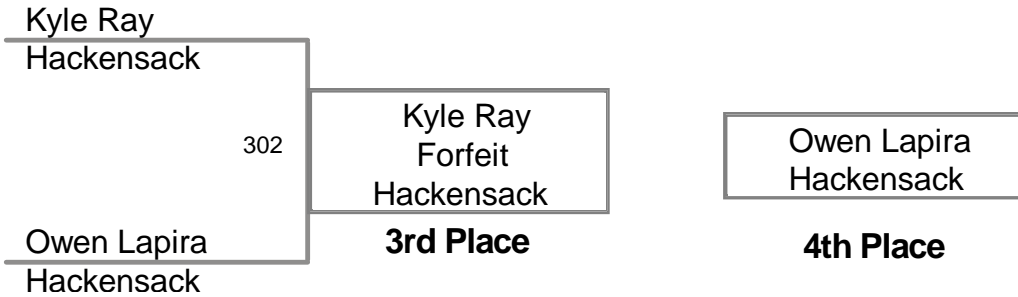 Kyle Ray
Hackensack
302
Kyle Ray
Forfeit
Hackensack
3rd Place
Owen Lapira
Hackensack
Owen Lapira
Hackensack
4th Place